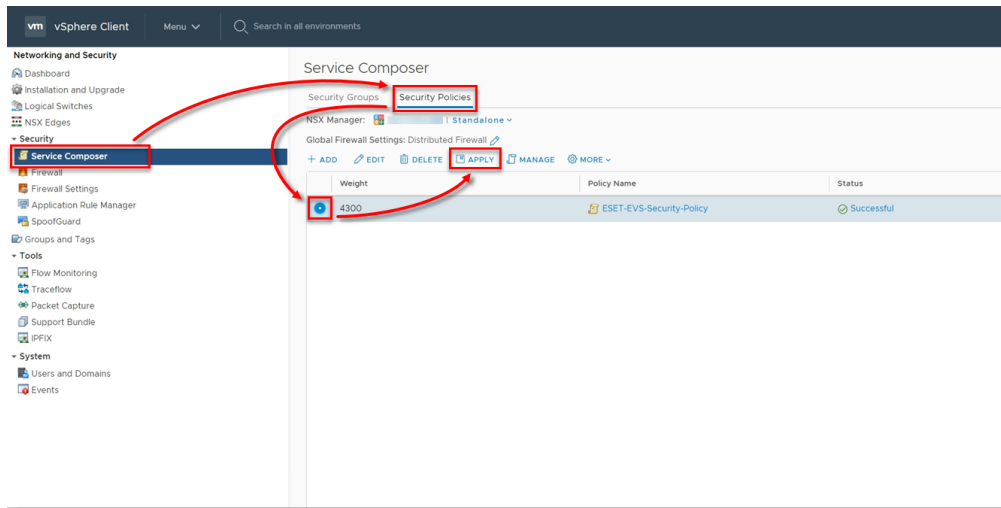 vm vSphere Client Menu Search in all environments
Networking and Security
Dashboard
Installation and Upgrade
Logical Switches
NSX Edges
Security
Service Composer
Firewall
Firewall Settings
Application Rule Manager
SpoofGuard
Groups and Tags
Tools
Flow Monitoring
Traceflow
Packet Capture
Support Bundle
IPFIX
System
Users and Domains
Events
Service Composer
Security Groups Security Policies
NSX Manager: | Standalone
Global Firewall Settings: Distributed Firewall
+ ADD EDIT DELETE APPLY MANAGE MORE
Weight Policy Name Status
4300 ESET-EVS-Security-Policy Successful